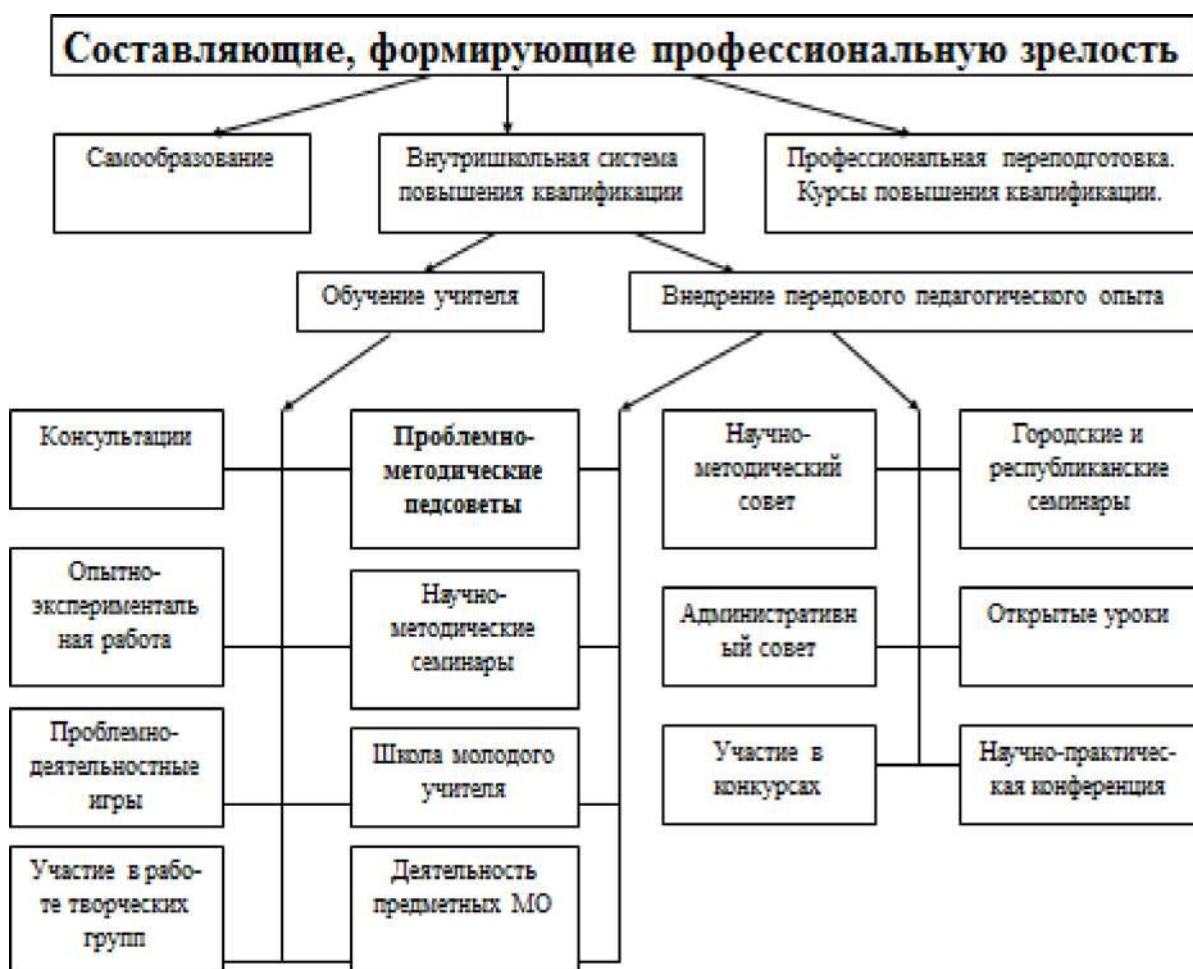 Составляющие, формирующие профессиональную зрелость
Самообразование
Внутришкольная система
повышения квалификации
Профессиональная переподготовка.
Курсы повышения квалификации.
Обучение учителя
Внедрение передового педагогического опыта
Консультации
Проблемно-
методические
педсоветы
Научно-
методический
совет
Городские и
республиканские
семинары
Опытно-
эксперименталь
ная работа
Научно-
методические
семинары
Административн
ый совет
Открытые уроки
Проблемно-
деятельностные
игры
Школа молодого
учителя
Участие в
конкурсах
Научно-практичес-
кая конференция
Участие в рабо-
те творческих
групп
Деятельность
предметных МО